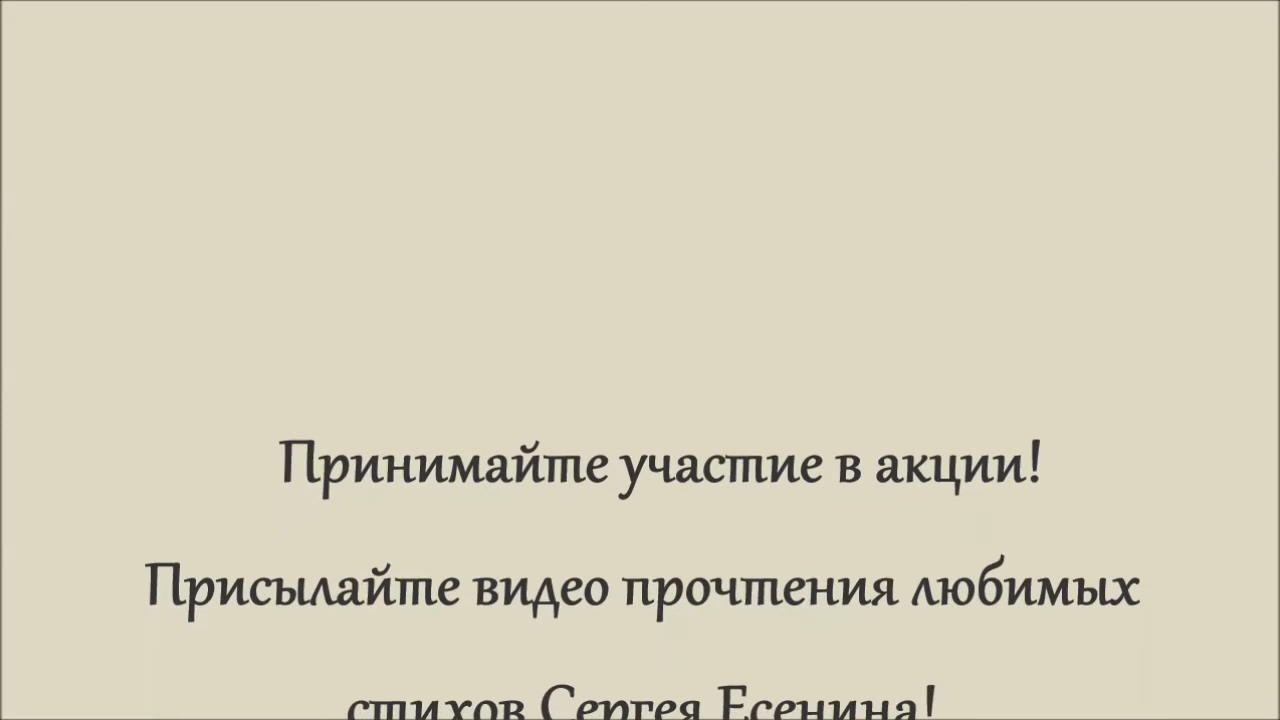 Принимайте участие в акции!
Присылайте видео прочтения любимых
стихов Сергея Есенина!